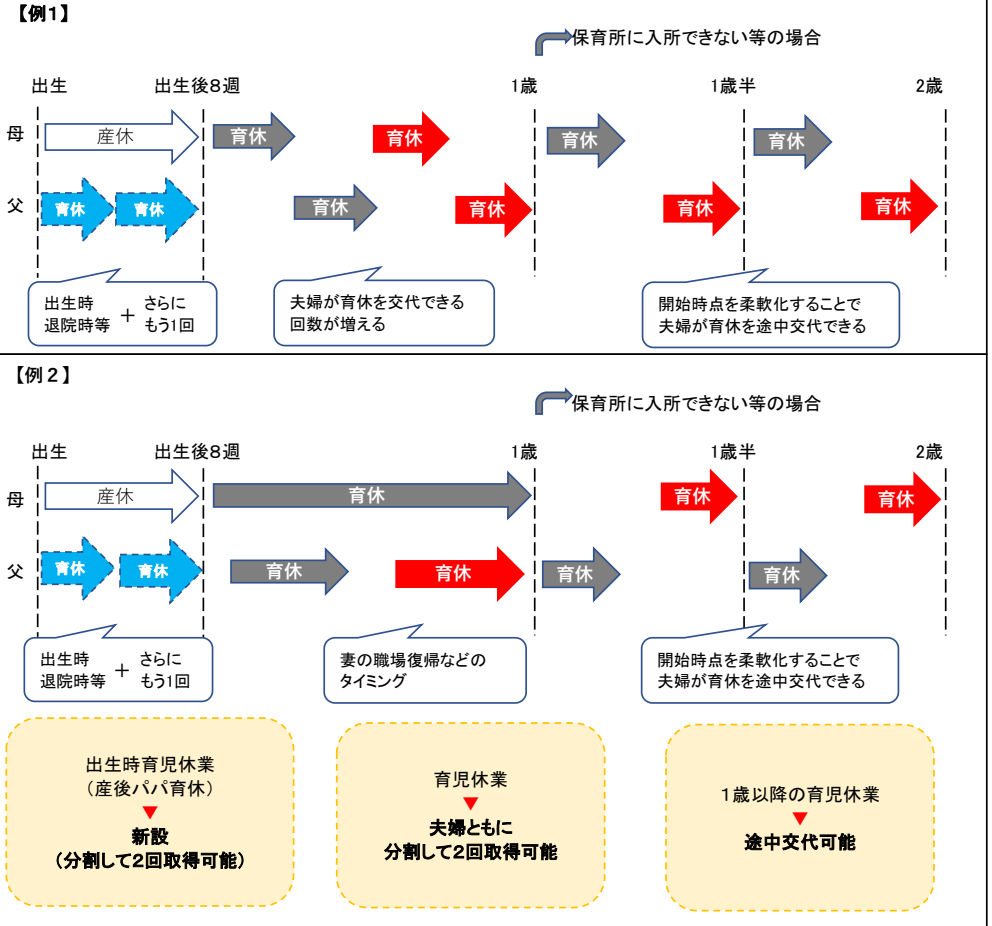 【例1】
保育所に入所できない等の場合
出生
出生後8週
1歳
1歳半
2歳
母
産休
育休
育休
育休
育休
父
育休
育休
育休
育休
育休
育休
出生時
退院時等
+
さらに
もう1回
夫婦が育休を交代できる
回数が増える
開始時点を柔軟化することで
夫婦が育休を途中交代できる
【例２】
保育所に入所できない等の場合
出生
出生後8週
1歳
1歳半
2歳
母
産休
育休
育休
育休
父
育休
育休
育休
育休
育休
育休
出生時
退院時等
+
さらに
もう1回
妻の職場復帰などの
タイミング
開始時点を柔軟化することで
夫婦が育休を途中交代できる
出生時育児休業
（産後パパ育休）
▼
新設
（分割して2回取得可能）
育児休業
▼
夫婦ともに
分割して2回取得可能
1歳以降の育児休業
▼
途中交代可能